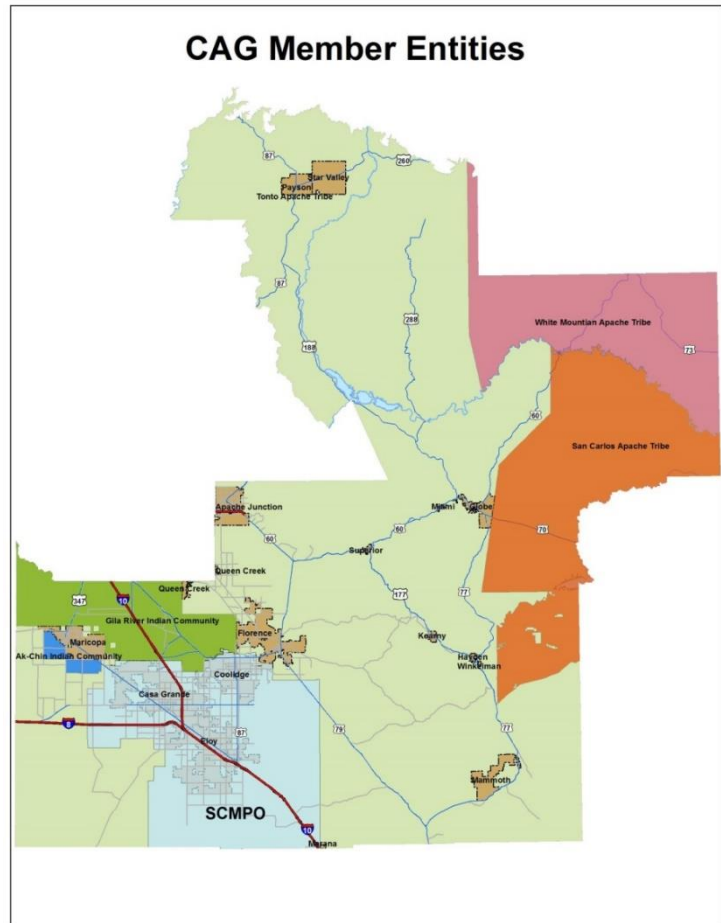 CAG Member Entities
87
260
Star Valley
Payson
Tonto Apache Tribe
87
288
188
White Mountian Apache Tribe
73
60
San Carlos Apache Tribe
Apache Junction
Miami
Globe
60
60
70
Superior
Queen Creek
Queen Creek
177
77
347
10
Gila River Indian Community
Florence
Kearny
Maricopa
Ak-Chin Indian Community
Hayden
Winkelman
Coolidge
Casa Grande
8
Eloy
87
79
77
Mammoth
SCMPO
10
Marana